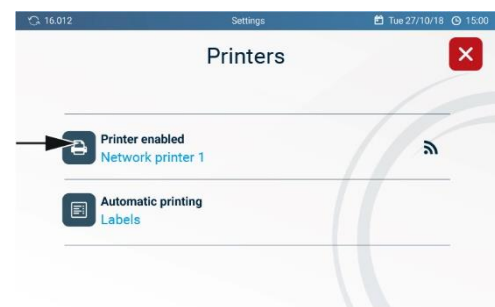 16.012 Settings Tue 27/10/18 15:00
Printers
Printer enabled
Network printer 1
Automatic printing
Labels